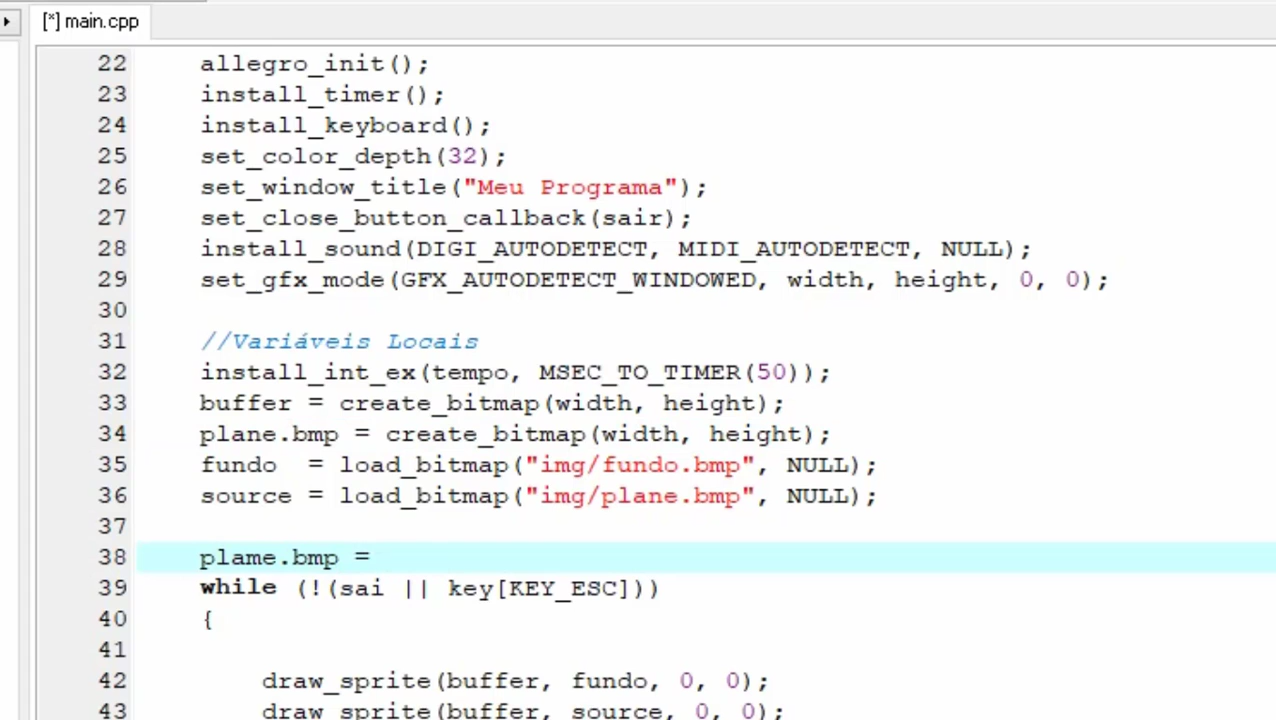 [*] main.cpp
22 allegro_init();
23 install_timer();
24 install_keyboard();
25 set_color_depth(32);
26 set_window_title("Meu Programa");
27 set_close_button_callback(sair);
28 install_sound(DIGI_AUTODETECT, MIDI_AUTODETECT, NULL);
29 set_gfx_mode(GFX_AUTODETECT_WINDOWED, width, height, 0, 0);
30
31 //Variáveis Locais
32 install_int_ex(tempo, MSEC_TO_TIMER(50));
33 buffer = create_bitmap(width, height);
34 plane.bmp = create_bitmap(width, height);
35 fundo  = load_bitmap("img/fundo.bmp", NULL);
36 source = load_bitmap("img/plane.bmp", NULL);
37
38 plame.bmp =
39 while (!(sai || key[KEY_ESC]))
40 {
41
42 draw_sprite(buffer, fundo, 0, 0);
43 draw_sprite(buffer, source, 0, 0);